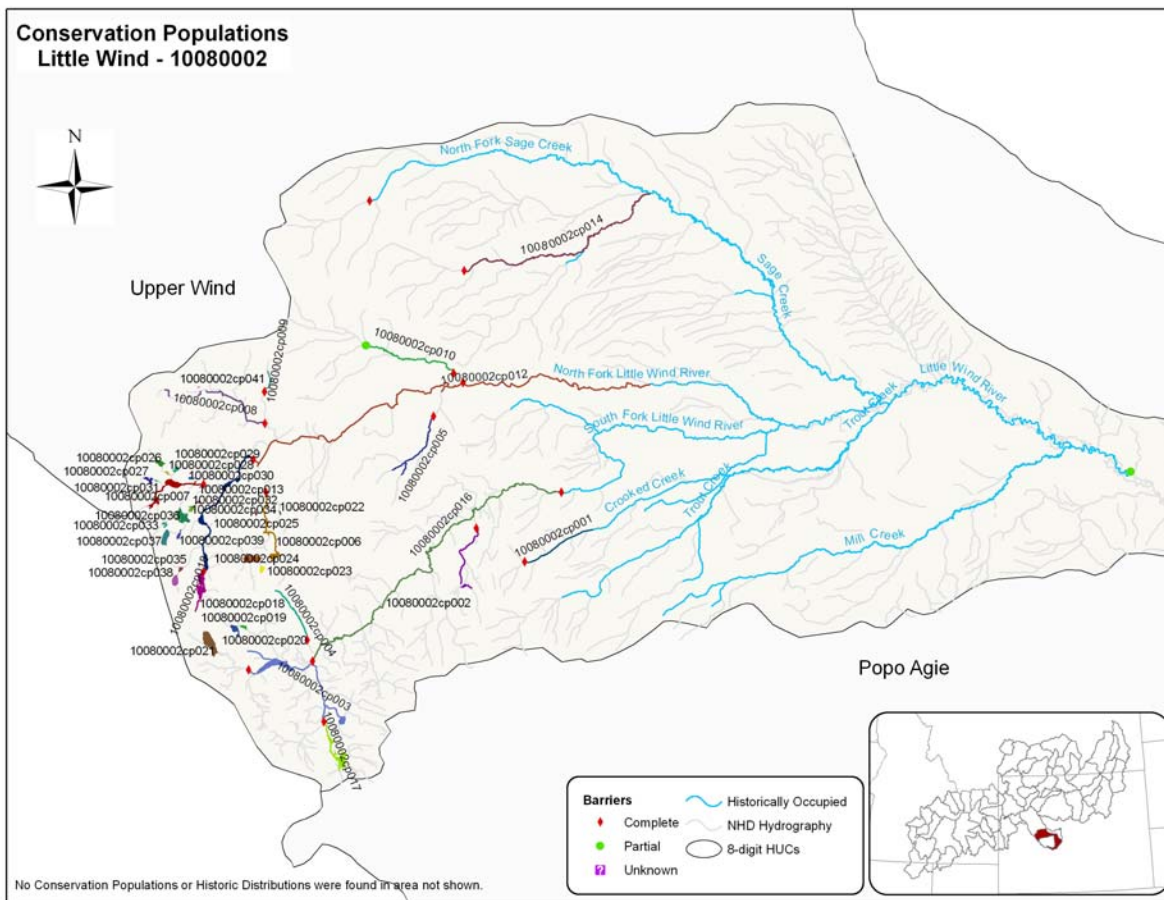 Conservation Populations
Little Wind - 10080002
N
North Fork Sage Creek
10080002cp014
Sage Creek
Upper Wind
10080002cp009
10080002cp010
10080002cp041
10080002cp008
10080002cp012
North Fork Little Wind River
Little Wind River
Trout Creek
South Fork Little Wind River
10080002cp005
10080002cp026
10080002cp029
10080002cp027
10080002cp028
10080002cp030
10080002cp031
10080002cp013
10080002cp007
10080002cp032
10080002cp022
10080002cp034
10080002cp036
10080002cp033
10080002cp025
10080002cp037
10080002cp039
10080002cp006
10080002cp016
Crooked Creek
Trout Creek
10080002cp001
Mill Creek
10080002cp035
10080002cp024
10080002cp038
10080002cp023
10080002cp002
10080002cp018
10080002cp019
10080002cp004
10080002cp020
10080002cp021
10080002cp003
10080002cp017
Popo Agie
Barriers
Complete
Partial
? Unknown
Historically Occupied
NHD Hydrography
8-digit HUCs
No Conservation Populations or Historic Distributions were found in area not shown.